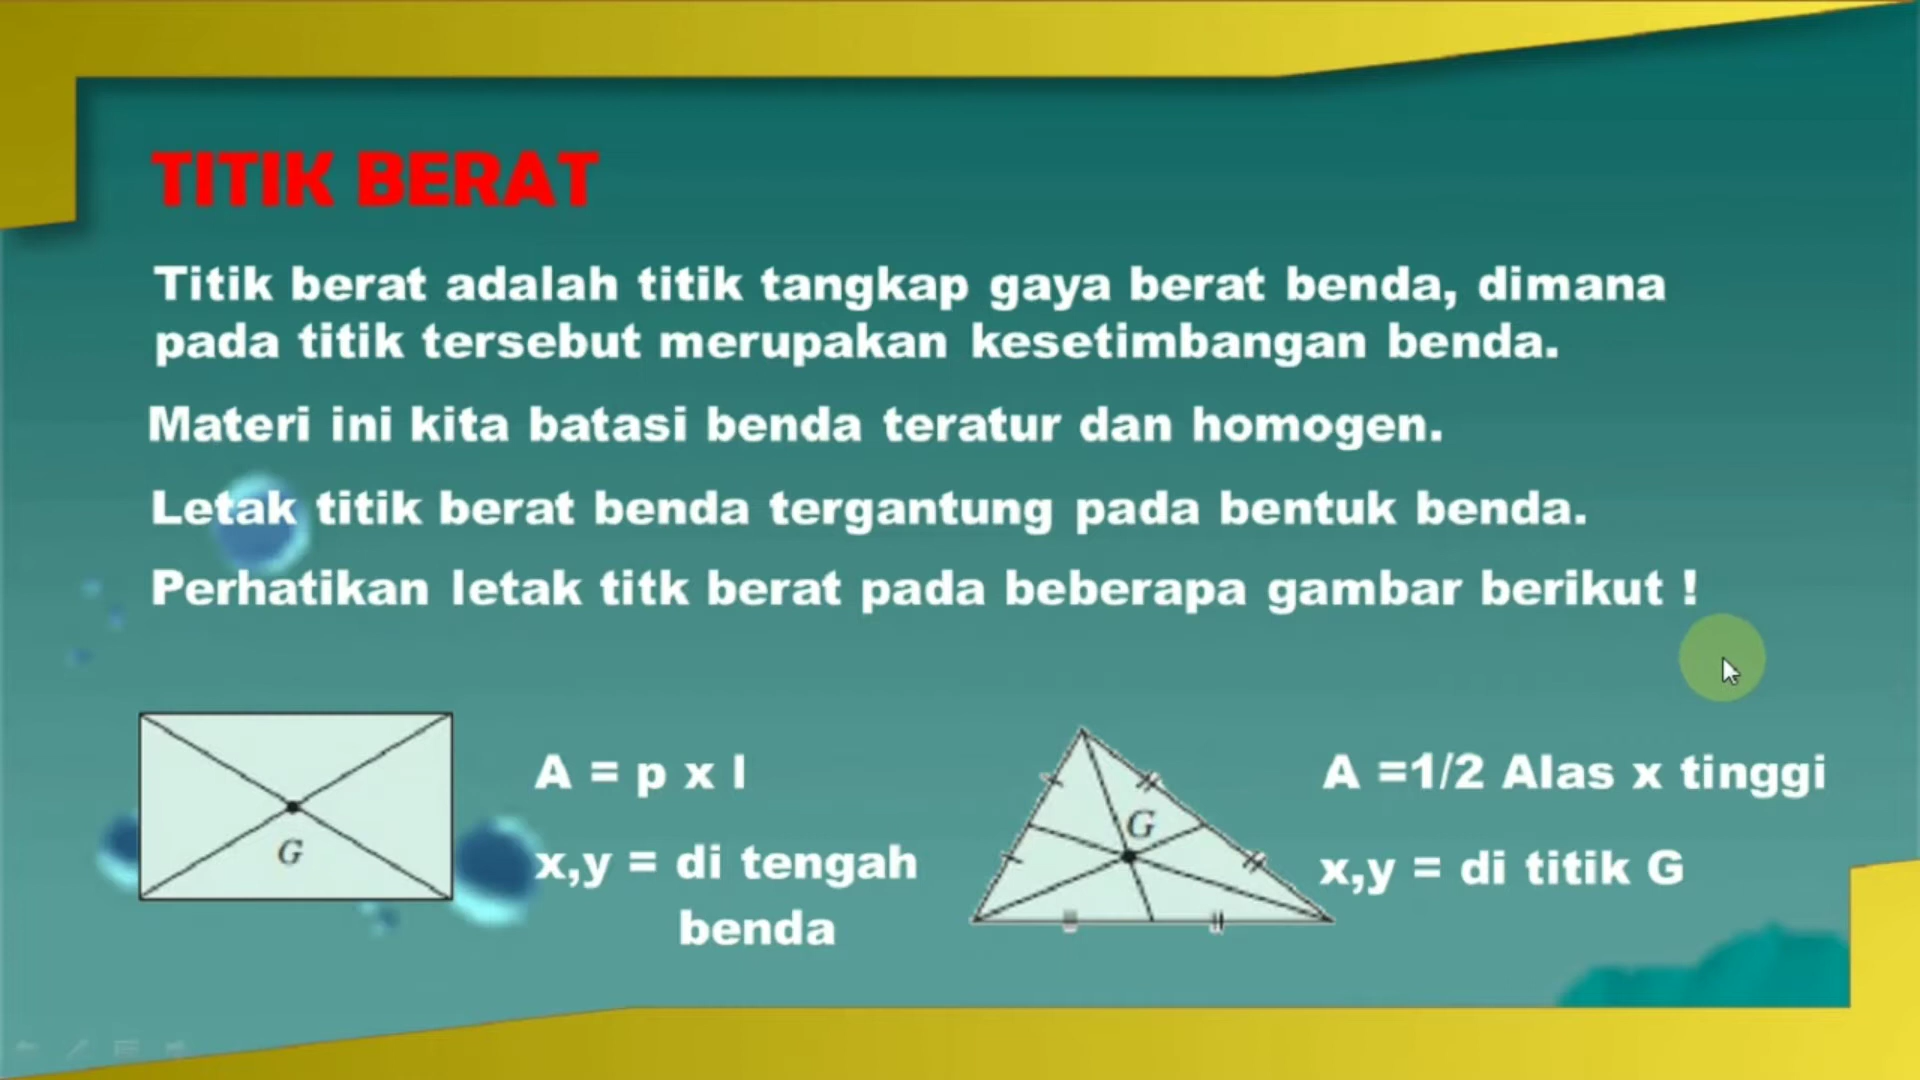 TITIK BERAT
Titik berat adalah titik tangkap gaya berat benda, dimana
pada titik tersebut merupakan kesetimbangan benda.
Materi ini kita batasi benda teratur dan homogen.
Letak titik berat benda tergantung pada bentuk benda.
Perhatikan letak titk berat pada beberapa gambar berikut !
G
A = p x l
x,y = di tengah
benda
G
A =1/2 Alas x tinggi
x,y = di titik G